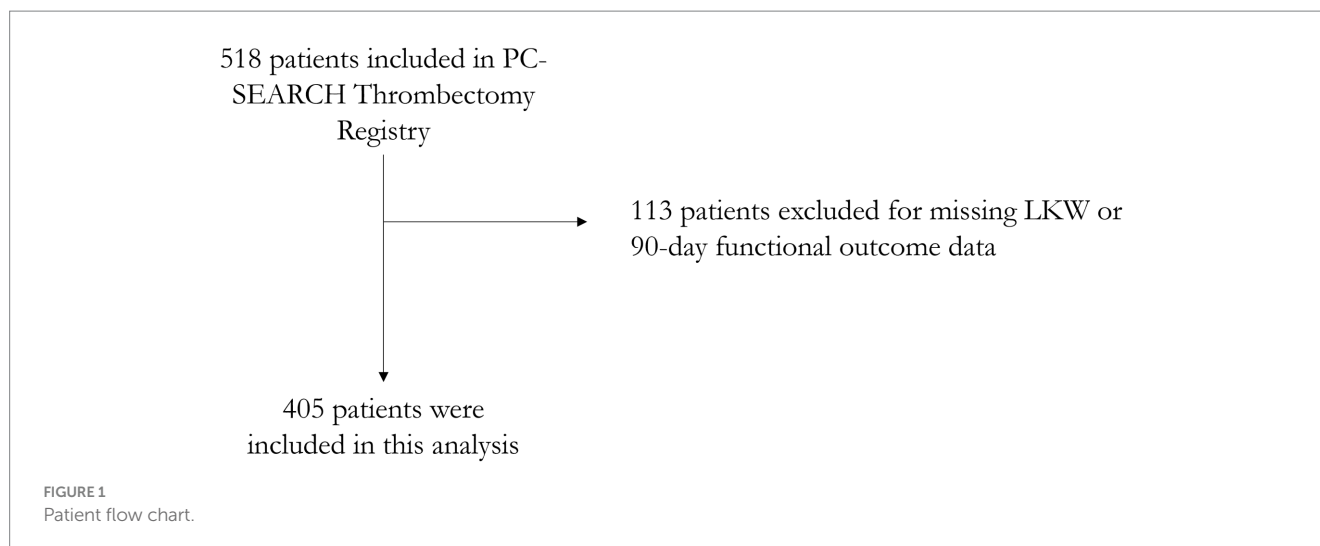 518 patients included in PC-
SEARCH Thrombectomy
Registry
113 patients excluded for missing LKW or
90-day functional outcome data
405 patients were
included in this analysis
FIGURE 1
Patient flow chart.